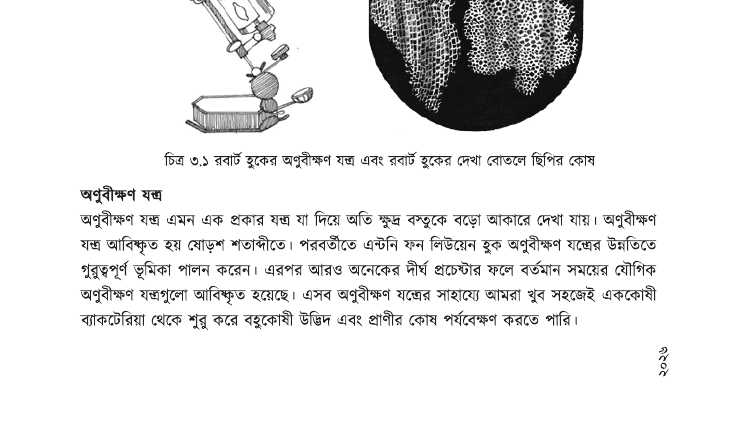 চিত্র ৩.১ রবার্ট হুকের অণুবীক্ষণ যন্ত্র এবং রবার্ট হুকের দেখা বোতলে ছিপির কোষ
অণুবীক্ষণ যন্ত্র
অণুবীক্ষণ যন্ত্র এমন এক প্রকার যন্ত্র যা দিয়ে অতি ক্ষুদ্র বস্তুকে বড়ো আকারে দেখা যায়। অণুবীক্ষণ
যন্ত্র আবিষ্কৃত হয় ষোড়শ শতাব্দীতে। পরবর্তীতে এন্টনি ফন লিউয়েন হুক অণুবীক্ষণ যন্ত্রের উন্নতিতে
গুরুত্বপূর্ণ ভূমিকা পালন করেন। এরপর আরও অনেকের দীর্ঘ প্রচেষ্টার ফলে বর্তমান সময়ের যৌগিক
অণুবীক্ষণ যন্ত্রগুলো আবিষ্কৃত হয়েছে। এসব অণুবীক্ষণ যন্ত্রের সাহায্যে আমরা খুব সহজেই এককোষী
ব্যাকটেরিয়া থেকে শুরু করে বহুকোষী উদ্ভিদ এবং প্রাণীর কোষ পর্যবেক্ষণ করতে পারি।
২০২৬